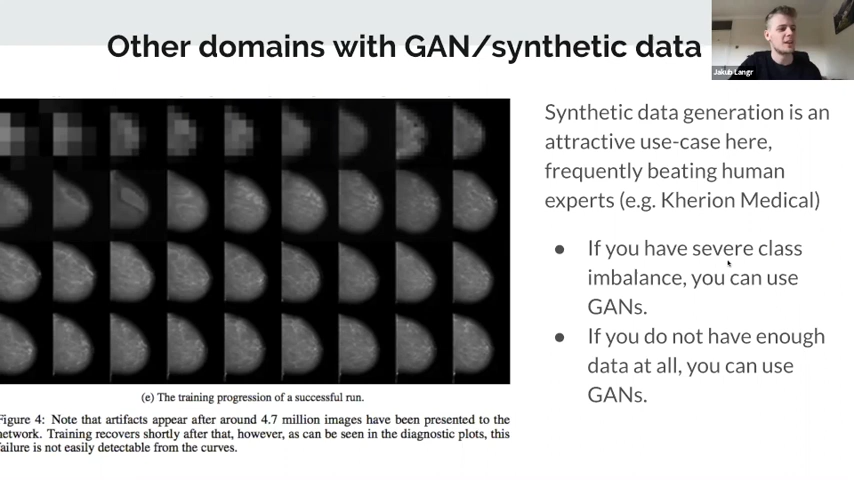 Other domains with GAN/synthetic data
Jakub Langr
Synthetic data generation is an
attractive use-case here,
frequently beating human
experts (e.g. Kherion Medical)
● If you have severe class
imbalance, you can use
GANs.
● If you do not have enough
data at all, you can use
GANs.
(e) The training progression of a successful run.
Figure 4: Note that artifacts appear after around 4.7 million images have been presented to the
network. Training recovers shortly after that, however, as can be seen in the diagnostic plots, this
failure is not easily detectable from the curves.